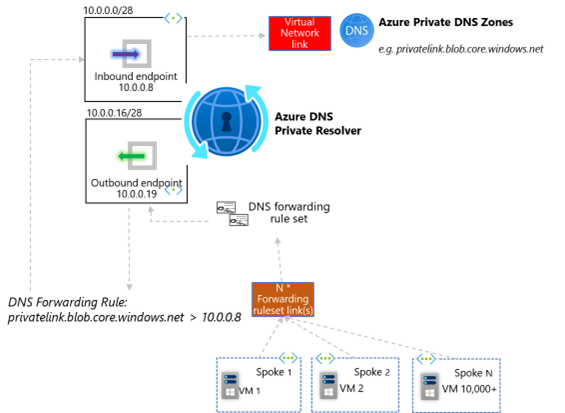 10.0.0.0/28
Inbound endpoint
10.0.0.8
Virtual
Network
link
DNS
Azure Private DNS Zones
e.g. privatelink.blob.core.windows.net
10.0.0.16/28
Outbound endpoint
10.0.0.19
Azure DNS
Private Resolver
DNS forwarding
rule set
DNS Forwarding Rule:
privatelink.blob.core.windows.net > 10.0.0.8
N *
Forwarding
ruleset link(s)
Spoke 1
VM 1
Spoke 2
VM 2
Spoke N
VM 10,000+